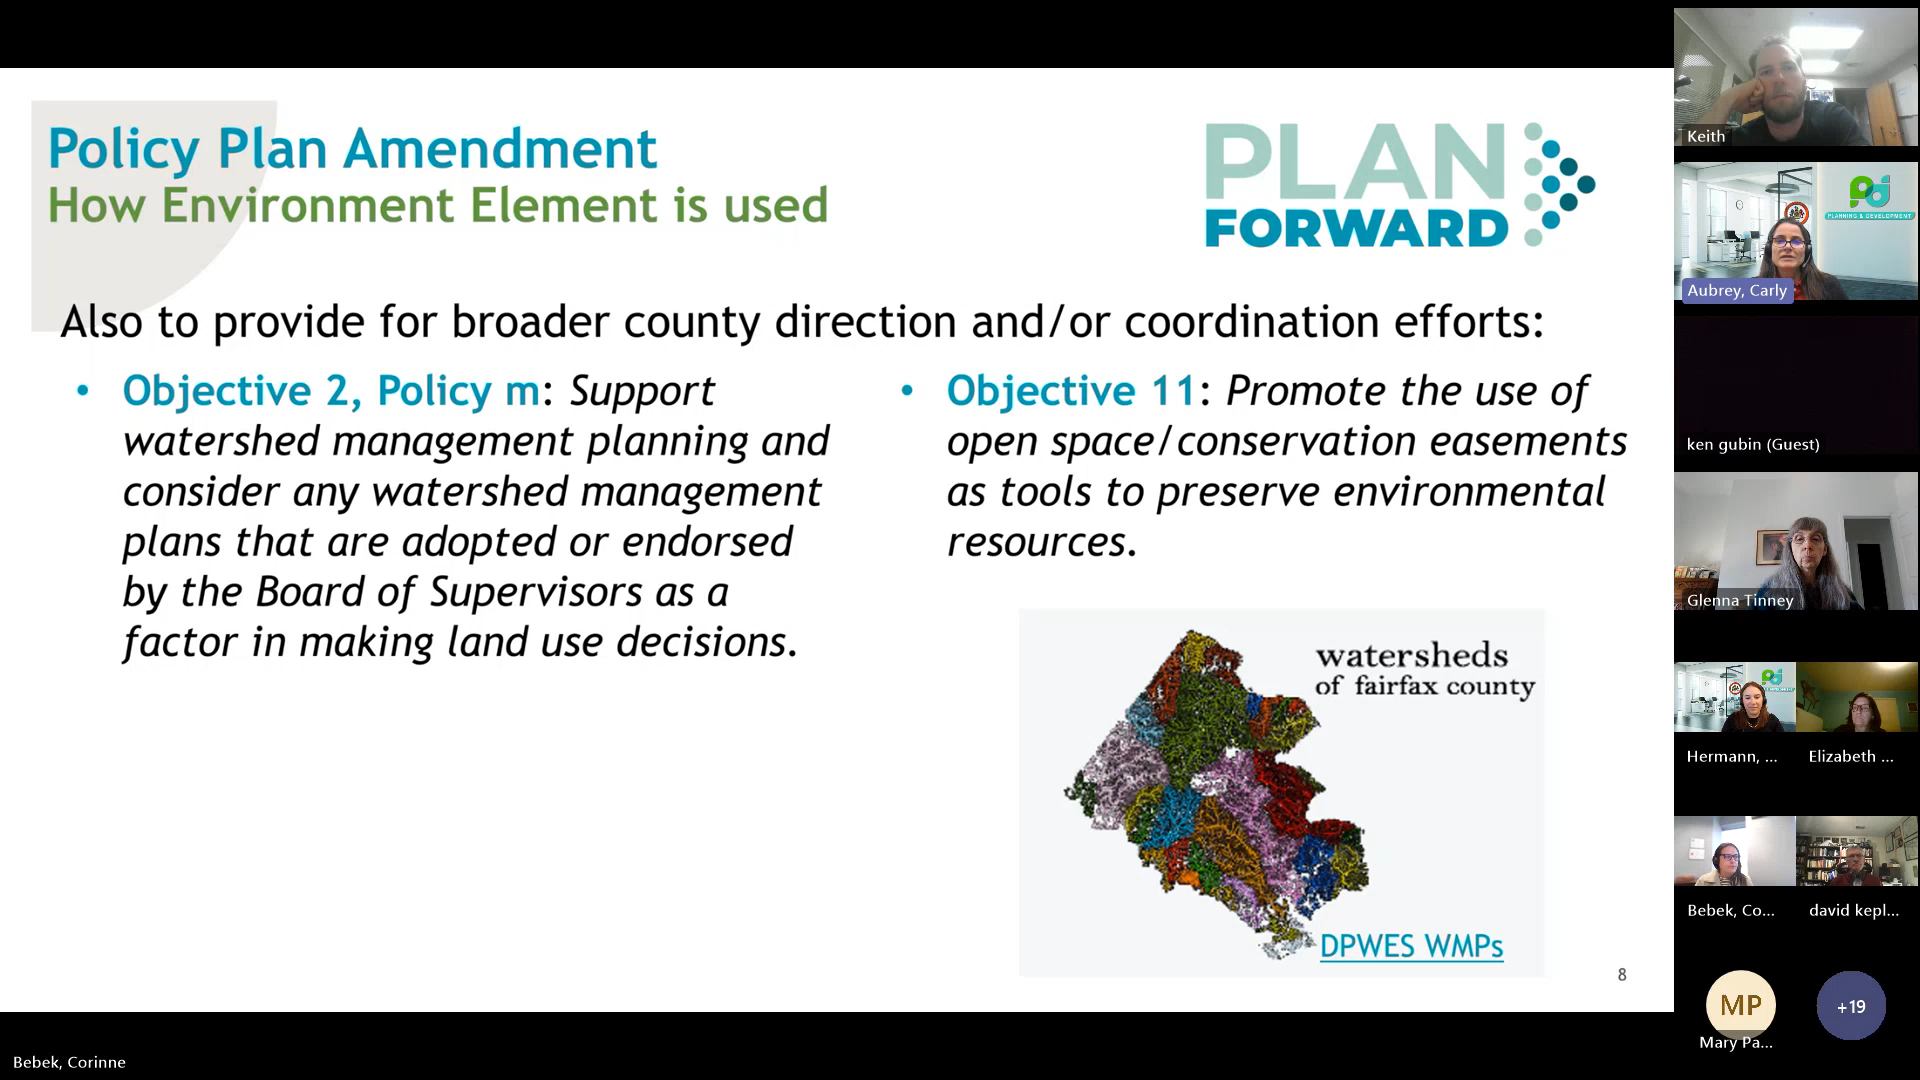 Policy Plan Amendment
How Environment Element is used
PLAN
FORWARD
Also to provide for broader county direction and/or coordination efforts:
• Objective 2, Policy m: Support
watershed management planning and
consider any watershed management
plans that are adopted or endorsed
by the Board of Supervisors as a
factor in making land use decisions.
• Objective 11: Promote the use of
open space/conservation easements
as tools to preserve environmental
resources.
watersheds
of fairfax county
DPWES WMPs
8
Bebek, Corinne
Keith
PLANNING & DEVELOPMENT
Aubrey, Carly
ken gubin (Guest)
Glenna Tinney
Hermann, ...
Elizabeth ...
Bebek, Co...
david kepl...
MP
Mary Pa...
+19